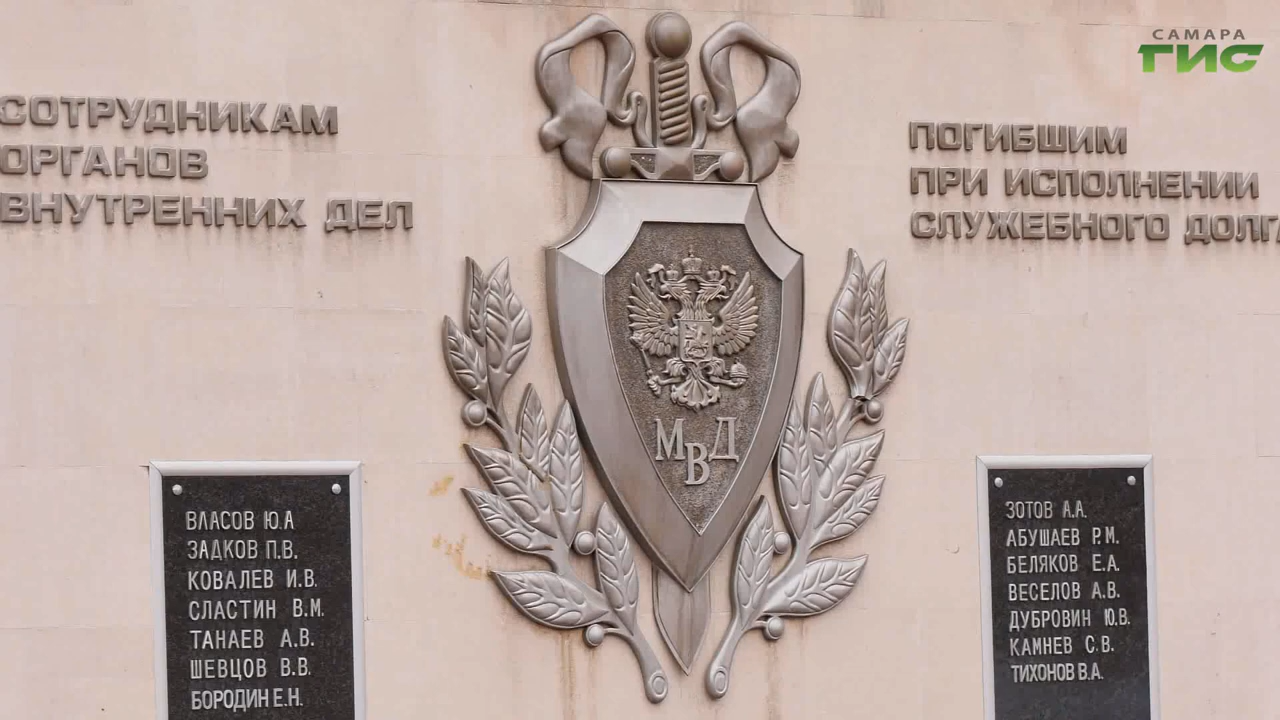 САМАРА
ГИС
СОТРУДНИКАМ
ОРГАНОВ
ВНУТРЕННИХ ДЕЛ
ПОГИБШИМ
ПРИ ИСПОЛНЕНИИ
СЛУЖЕБНОГО ДОЛГА
МВД
ВЛАСОВ Ю.А
ЗАДКОВ П.В.
КОВАЛЕВ И.В.
СЛАСТИН В.М.
ТАНАЕВ А.В.
ШЕВЦОВ В.В.
БОРОДИН Е.Н.
ЗОТОВ А.А.
АБУШАЕВ Р.М.
БЕЛЯКОВ Е.А.
ВЕСЕЛОВ А.В.
ДУБРОВИН Ю.В.
КАМНЕВ С.В.
ТИХОНОВ В.А.